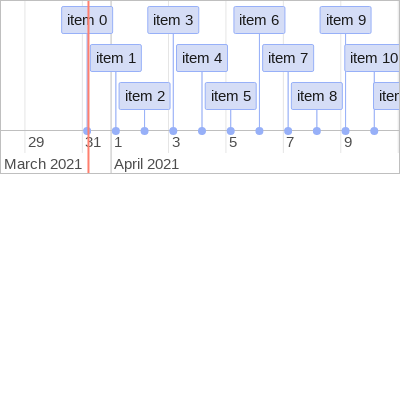 item 0 item 3 item 6 item 9
item 1 item 4 item 7 item 10
item 2 item 5 item 8
29 31 1 3 5 7 9
March 2021 April 2021